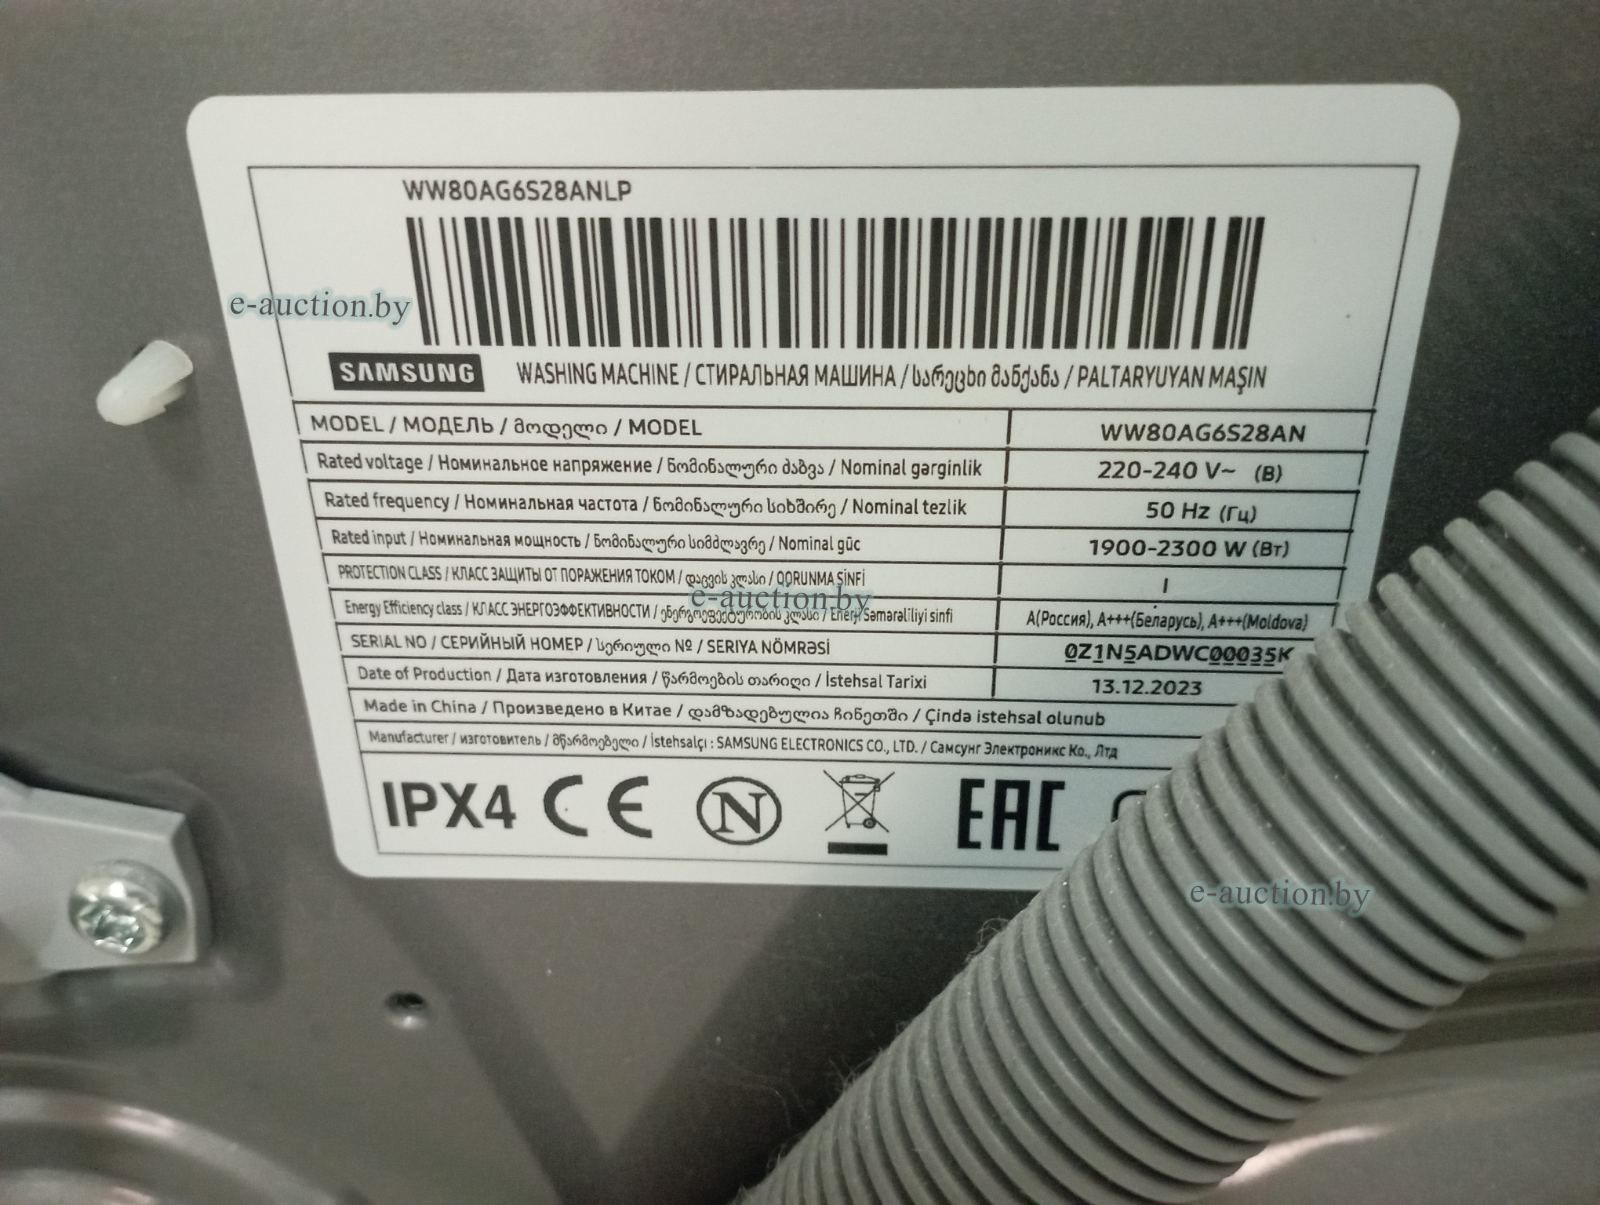 WW80AG6S28ANLP
e-auction.by
SAMSUNG WASHING MACHINE / СТИРАЛЬНАЯ МАШИНА / სარეცხი მანქანა / PALTARYUYAN MAŞIN
MODEL / МОДЕЛЬ / მოდელი / MODEL WW80AG6S28AN
Rated voltage / Номинальное напряжение / ნომინალური ძაბვა / Nominal gərginlik 220-240 V~ (В)
Rated frequency / Номинальная частота / ნომინალური სიხშირე / Nominal tezlik 50 Hz (Гц)
Rated input / Номинальная мощность / ნომინალური სიმძლავრე / Nominal güc 1900-2300 W (Вт)
PROTECTION CLASS / КЛАСС ЗАЩИТЫ ОТ ПОРАЖЕНИЯ ТОКОМ / დაცვის კლასი / QORUNMA SİNFİ I
e-auction.by
Energy Efficiency class / КЛАСС ЭНЕРГОЭФФЕКТИВНОСТИ / ენერგოეფექტურობის კლასი / Enerji Səmərəliliyi sinfi A(Россия), A+++(Беларусь), A+++(Moldova)
SERIAL NO / СЕРИЙНЫЙ НОМЕР / სერიული № / SERIYA NÖMRƏSİ 0Z1N5ADWC00035K
Date of Production / Дата изготовления / წარმოების თარიღი / İstehsal Tarixi 13.12.2023
Made in China / Произведено в Китае / დამზადებულია ჩინეთში / Çində istehsal olunub
Manufacturer / изготовитель / მწარმოებელი / İstehsalçı : SAMSUNG ELECTRONICS CO., LTD. / Самсунг Электроникс Ко., Лтд
IPX4 CE N EAC
e-auction.by